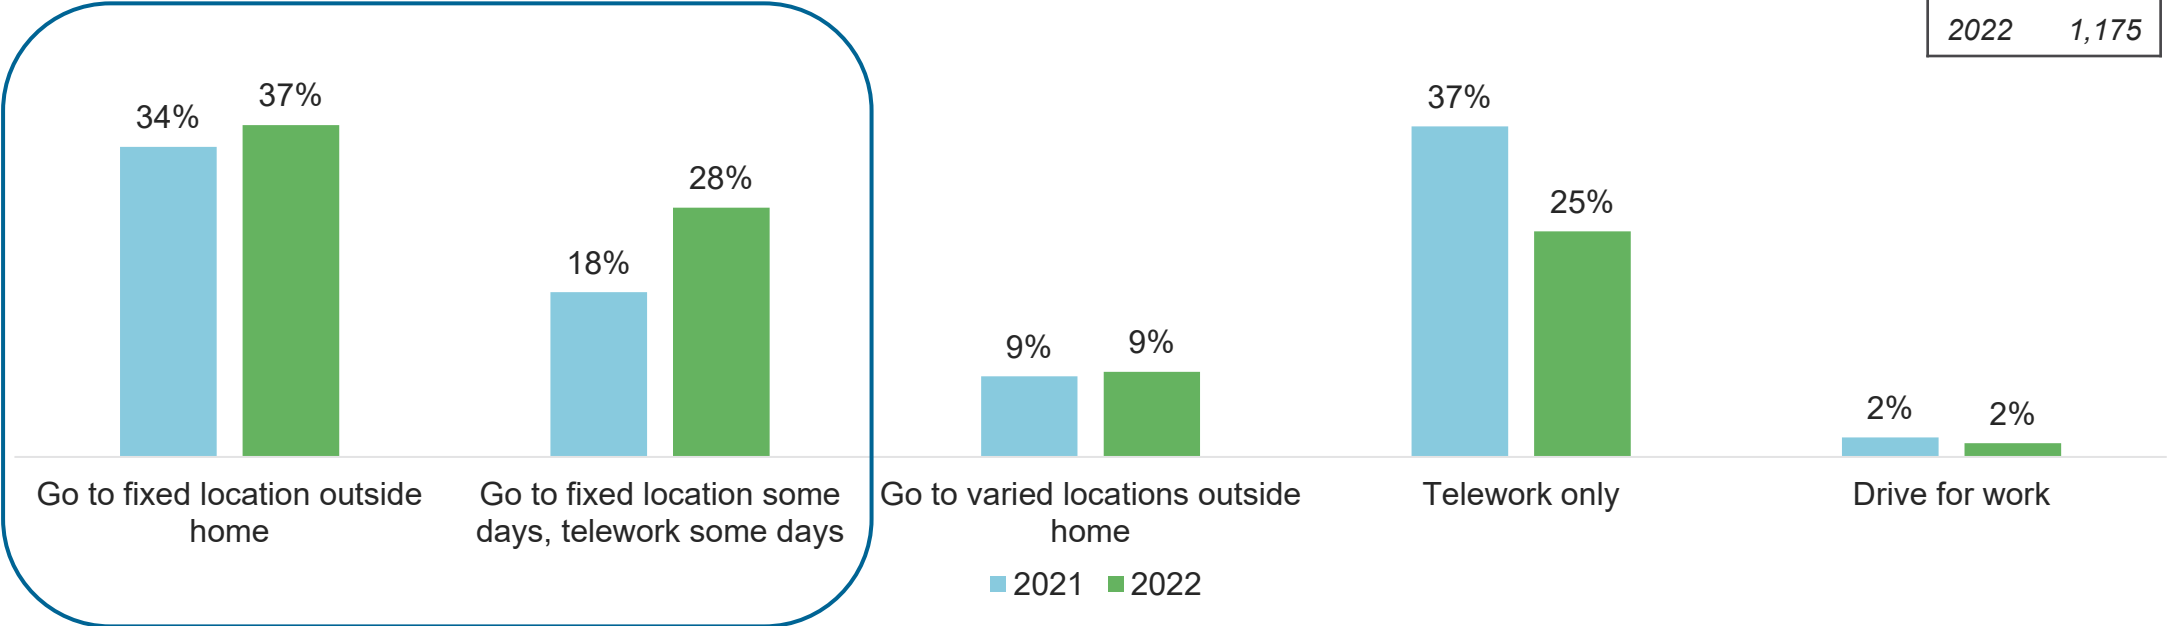 2022 1,175
34% 37% 18% 28% 9% 9% 37% 25% 2% 2%
Go to fixed location outside
home
Go to fixed location some
days, telework some days
Go to varied locations outside
home
Telework only
Drive for work
2021 2022